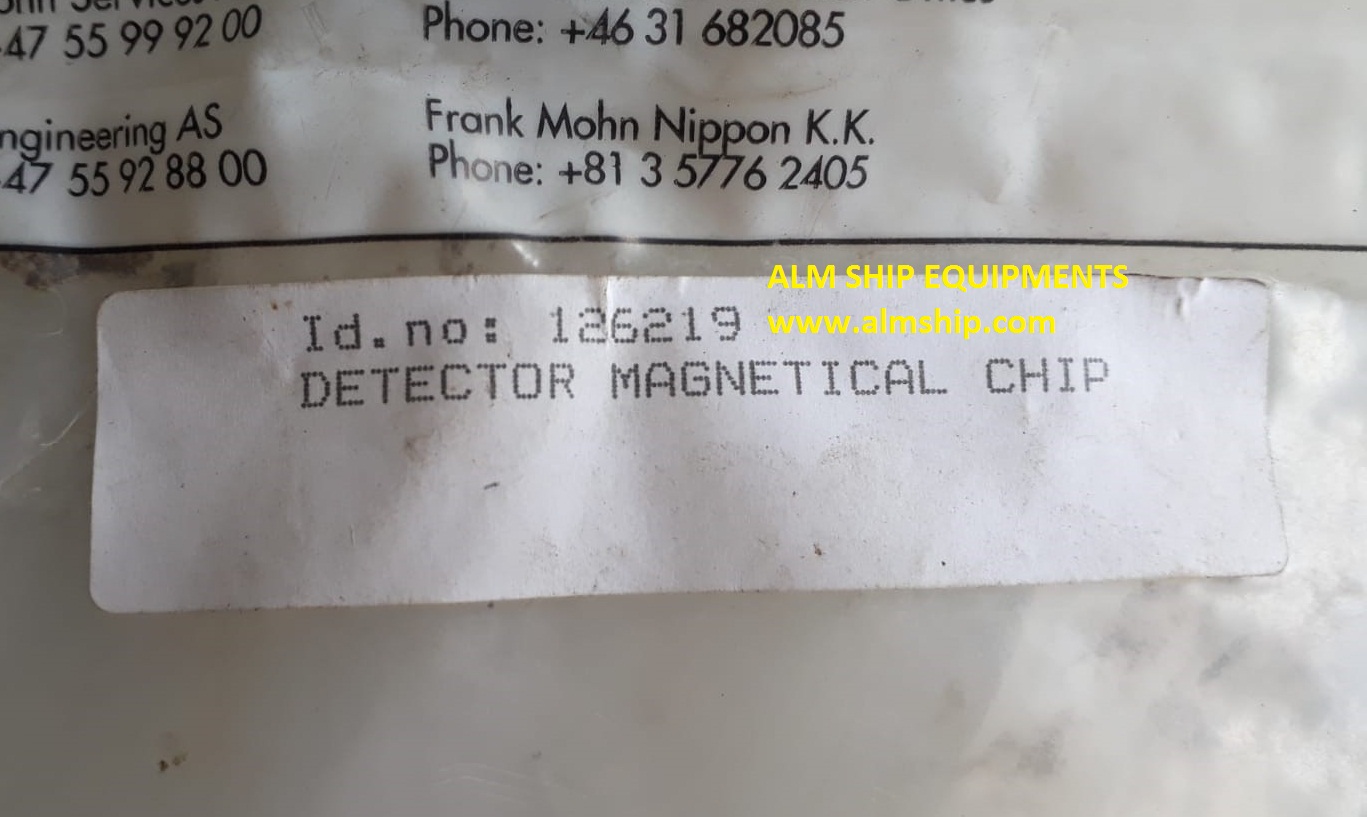 47 55 99 92 00
Phone: +46 31 682085
ngineering AS
47 55 92 88 00
Frank Mohn Nippon K.K.
Phone: +81 3 5776 2405
ALM SHIP EQUIPMENTS
www.almship.com
Id.no: 126219
DETECTOR MAGNETICAL CHIP